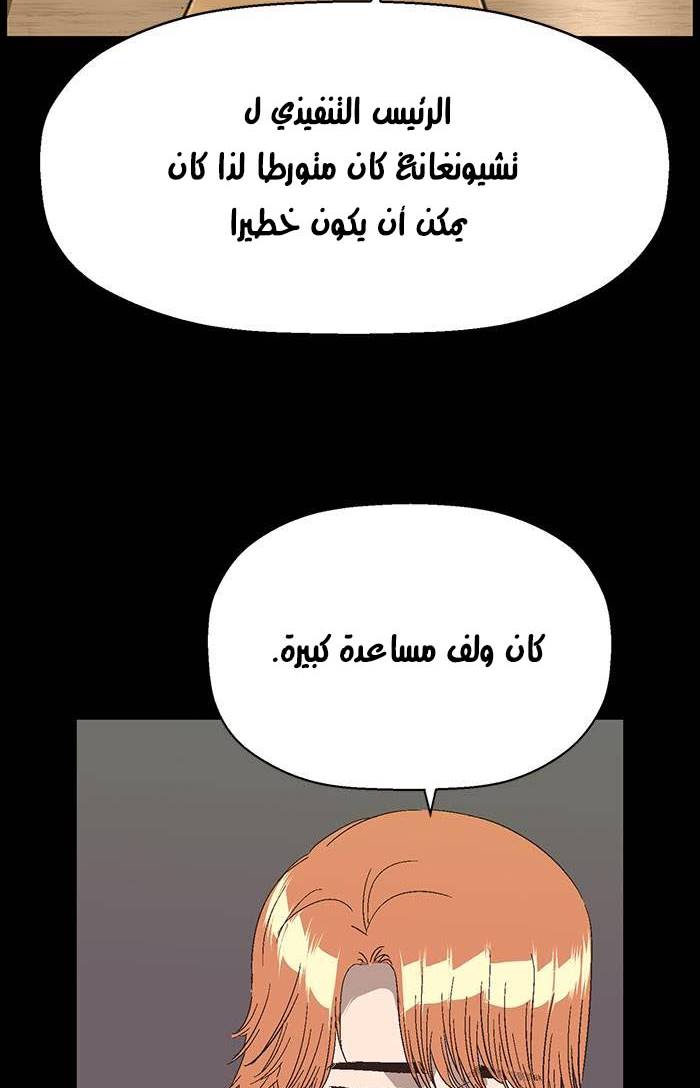 الرئيس التنفيذي ل
تشيونغانغ كان متورطا لذا كان
يمكن أن يكون خطيرا
كان ولف مساعدة كبيرة.